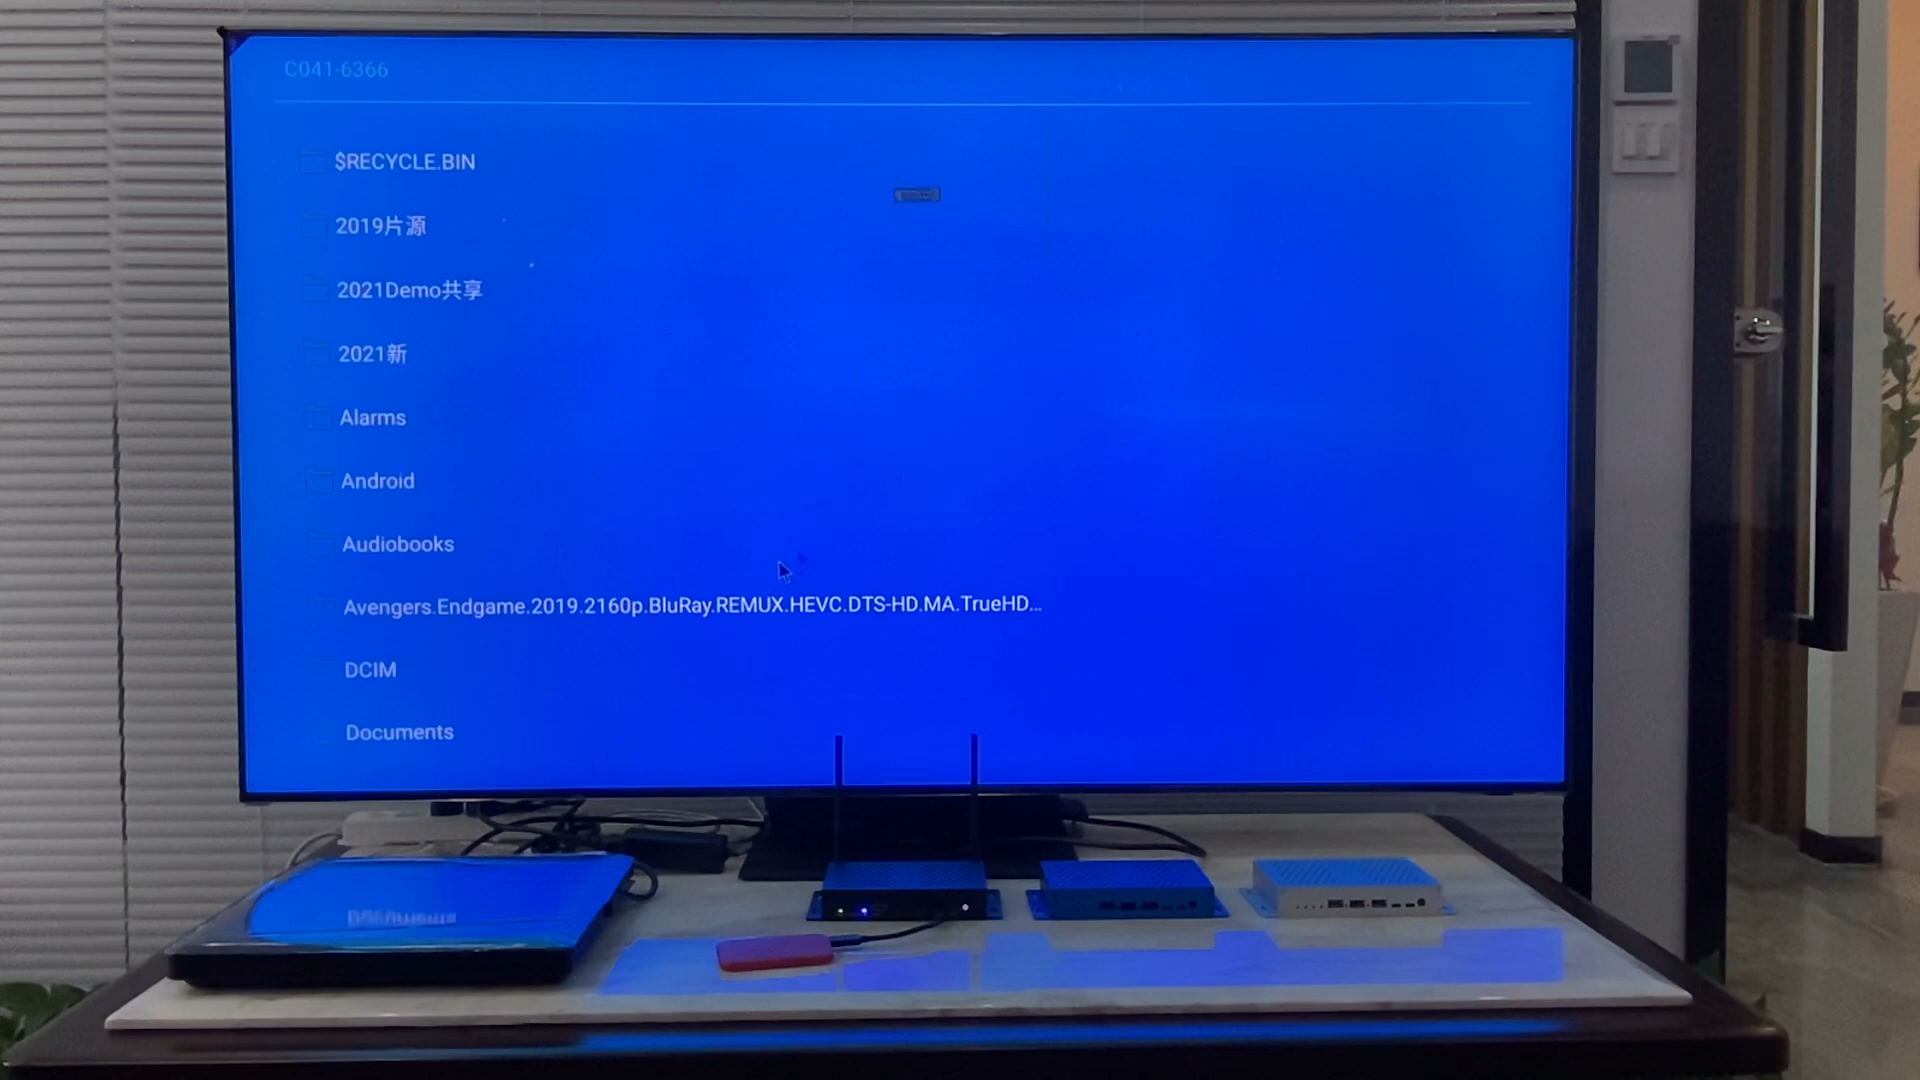 C041-6366
$RECYCLE.BIN
2019片源
2021Demo共享
2021新
Alarms
Android
Audiobooks
Avengers.Endgame.2019.2160p.BluRay.REMUX.HEVC.DTS-HD.MA.TrueHD...
DCIM
Documents